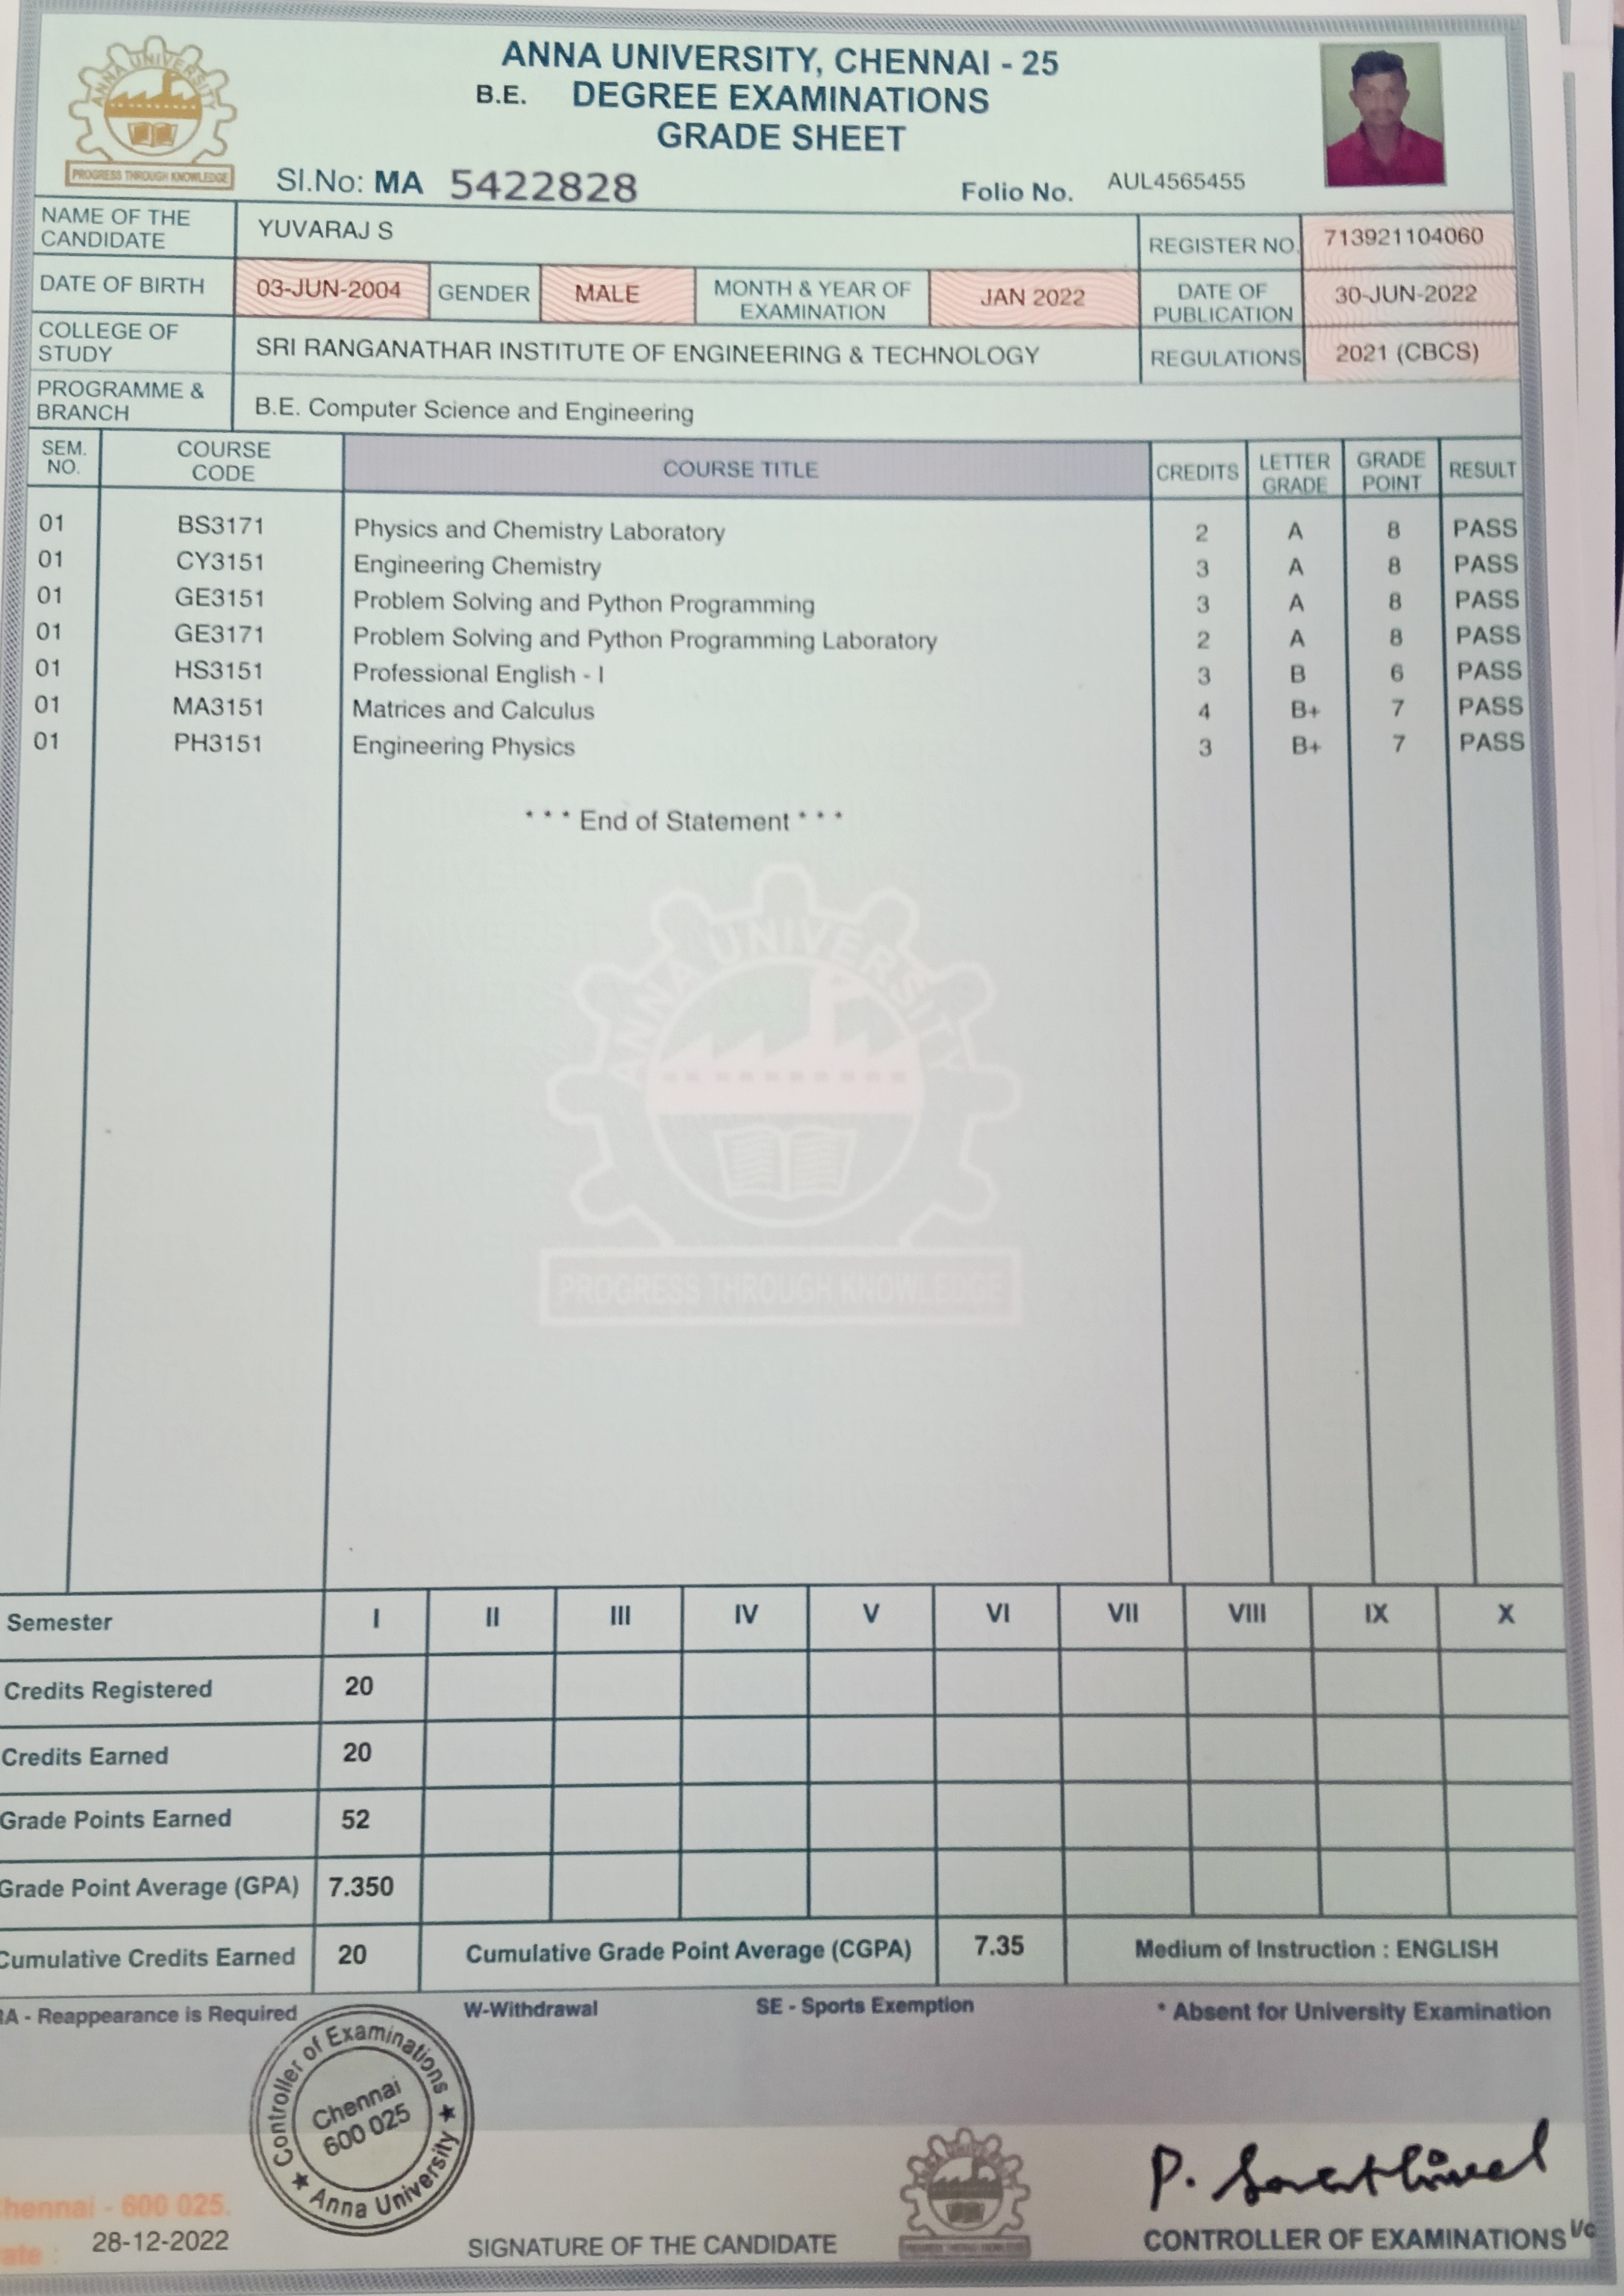 ANNA UNIVERSITY
PROGRESS THROUGH KNOWLEDGE
ANNA UNIVERSITY, CHENNAI - 25
B.E. DEGREE EXAMINATIONS
GRADE SHEET
Sl.No: MA 5422828 Folio No. AUL4565455
NAME OF THE CANDIDATE YUVARAJ S REGISTER NO. 713921104060
DATE OF BIRTH 03-JUN-2004 GENDER MALE MONTH & YEAR OF EXAMINATION JAN 2022 DATE OF PUBLICATION 30-JUN-2022
COLLEGE OF STUDY SRI RANGANATHAR INSTITUTE OF ENGINEERING & TECHNOLOGY REGULATIONS 2021 (CBCS)
PROGRAMME & BRANCH B.E. Computer Science and Engineering
SEM. NO. COURSE CODE COURSE TITLE CREDITS LETTER GRADE GRADE POINT RESULT
01 BS3171 Physics and Chemistry Laboratory 2 A 8 PASS
01 CY3151 Engineering Chemistry 3 A 8 PASS
01 GE3151 Problem Solving and Python Programming 3 A 8 PASS
01 GE3171 Problem Solving and Python Programming Laboratory 2 A 8 PASS
01 HS3151 Professional English - I 3 B 6 PASS
01 MA3151 Matrices and Calculus 4 B+ 7 PASS
01 PH3151 Engineering Physics 3 B+ 7 PASS
* * * End of Statement * * *
ANNA UNIVERSITY
PROGRESS THROUGH KNOWLEDGE
Semester I II III IV V VI VII VIII IX X
Credits Registered 20
Credits Earned 20
Grade Points Earned 52
Grade Point Average (GPA) 7.350
Cumulative Credits Earned 20 Cumulative Grade Point Average (CGPA) 7.35 Medium of Instruction : ENGLISH
RA - Reappearance is Required W-Withdrawal SE - Sports Exemption * Absent for University Examination
Controller of Examinations
Chennai
600 025
★ Anna University ★
hennai - 600 025.
ate : 28-12-2022
SIGNATURE OF THE CANDIDATE
CONTROLLER OF EXAMINATIONS I/c